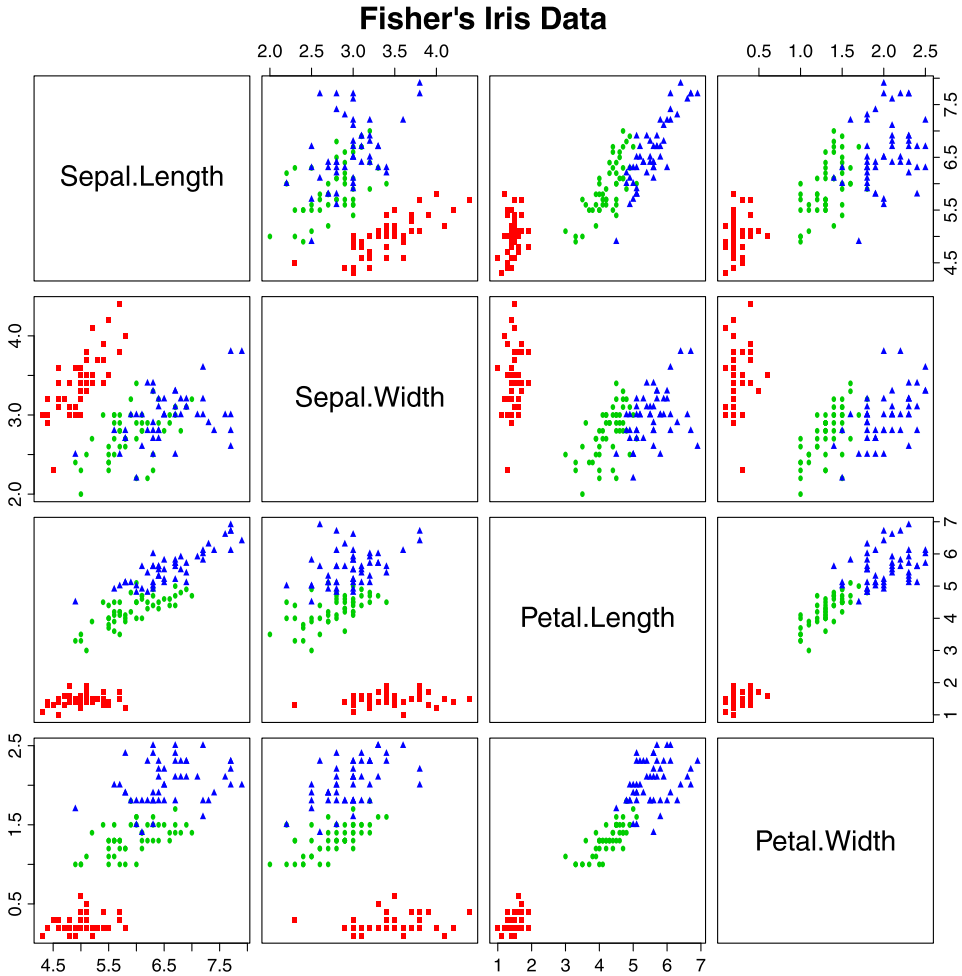 Fisher's Iris Data
2.0 2.5 3.0 3.5 4.0
0.5 1.0 1.5 2.0 2.5
Sepal.Length
4.5 5.5 6.5 7.5
2.0 3.0 4.0
Sepal.Width
Petal.Length
1 2 3 4 5 6 7
0.5 1.5 2.5
Petal.Width
4.5 5.5 6.5 7.5
1 2 3 4 5 6 7